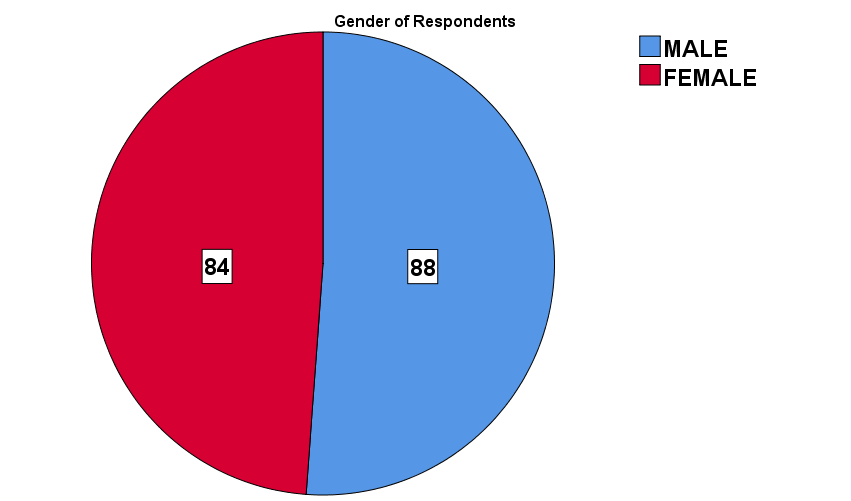 Gender of Respondents
MALE
FEMALE
84
88